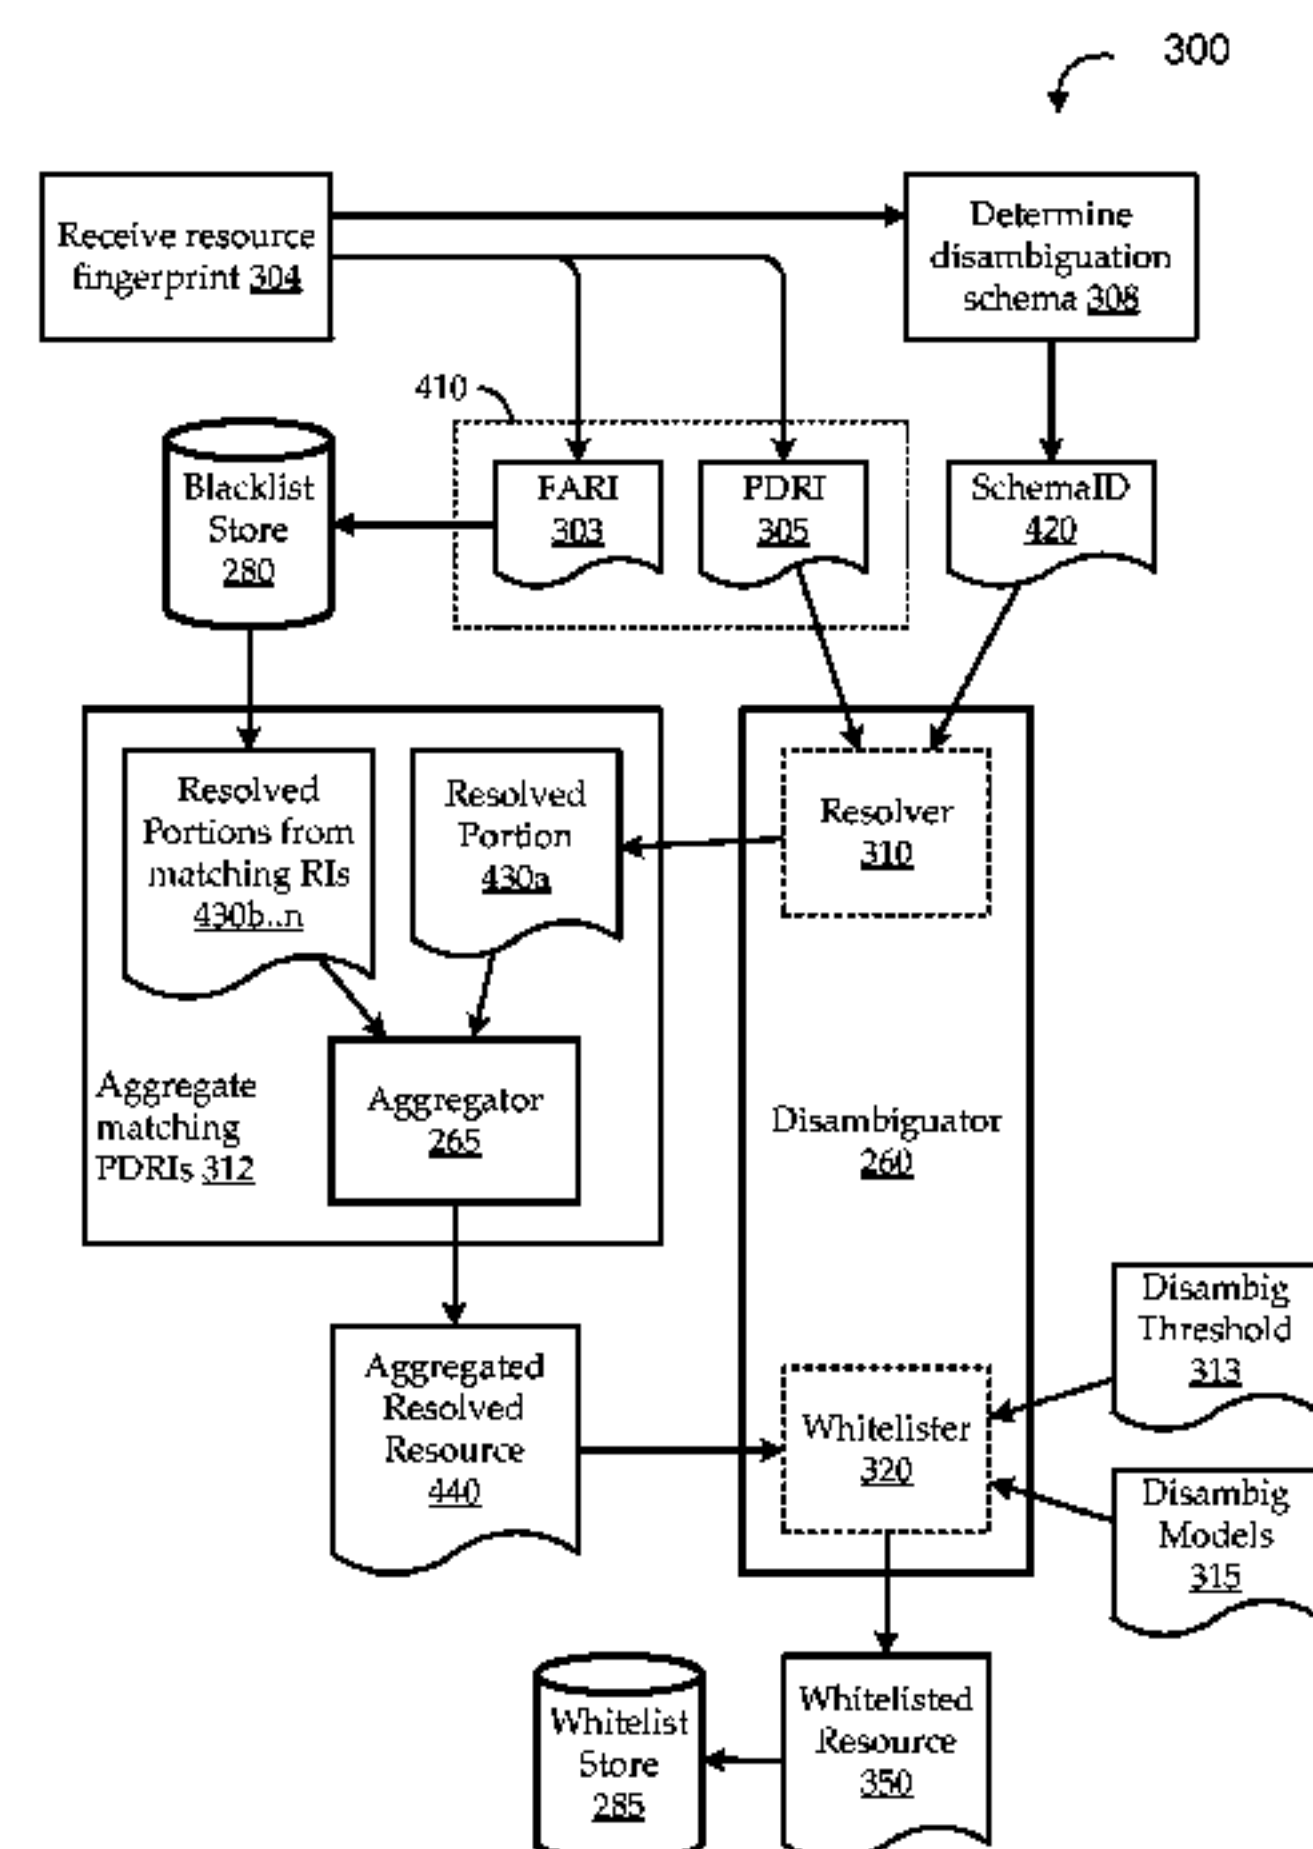 300
Receive resource
fingerprint 304
Determine
disambiguation
schema 308
410
Blacklist
Store
280
FARI
303
PDRI
305
SchemaID
420
Resolved
Portions from
matching RIs
430b..n
Resolved
Portion
430a
Resolver
310
Aggregate
matching
PDRIs 312
Aggregator
265
Disambiguator
260
Aggregated
Resolved
Resource
440
Whitelister
320
Disambig
Threshold
313
Disambig
Models
315
Whitelist
Store
285
Whitelisted
Resource
350